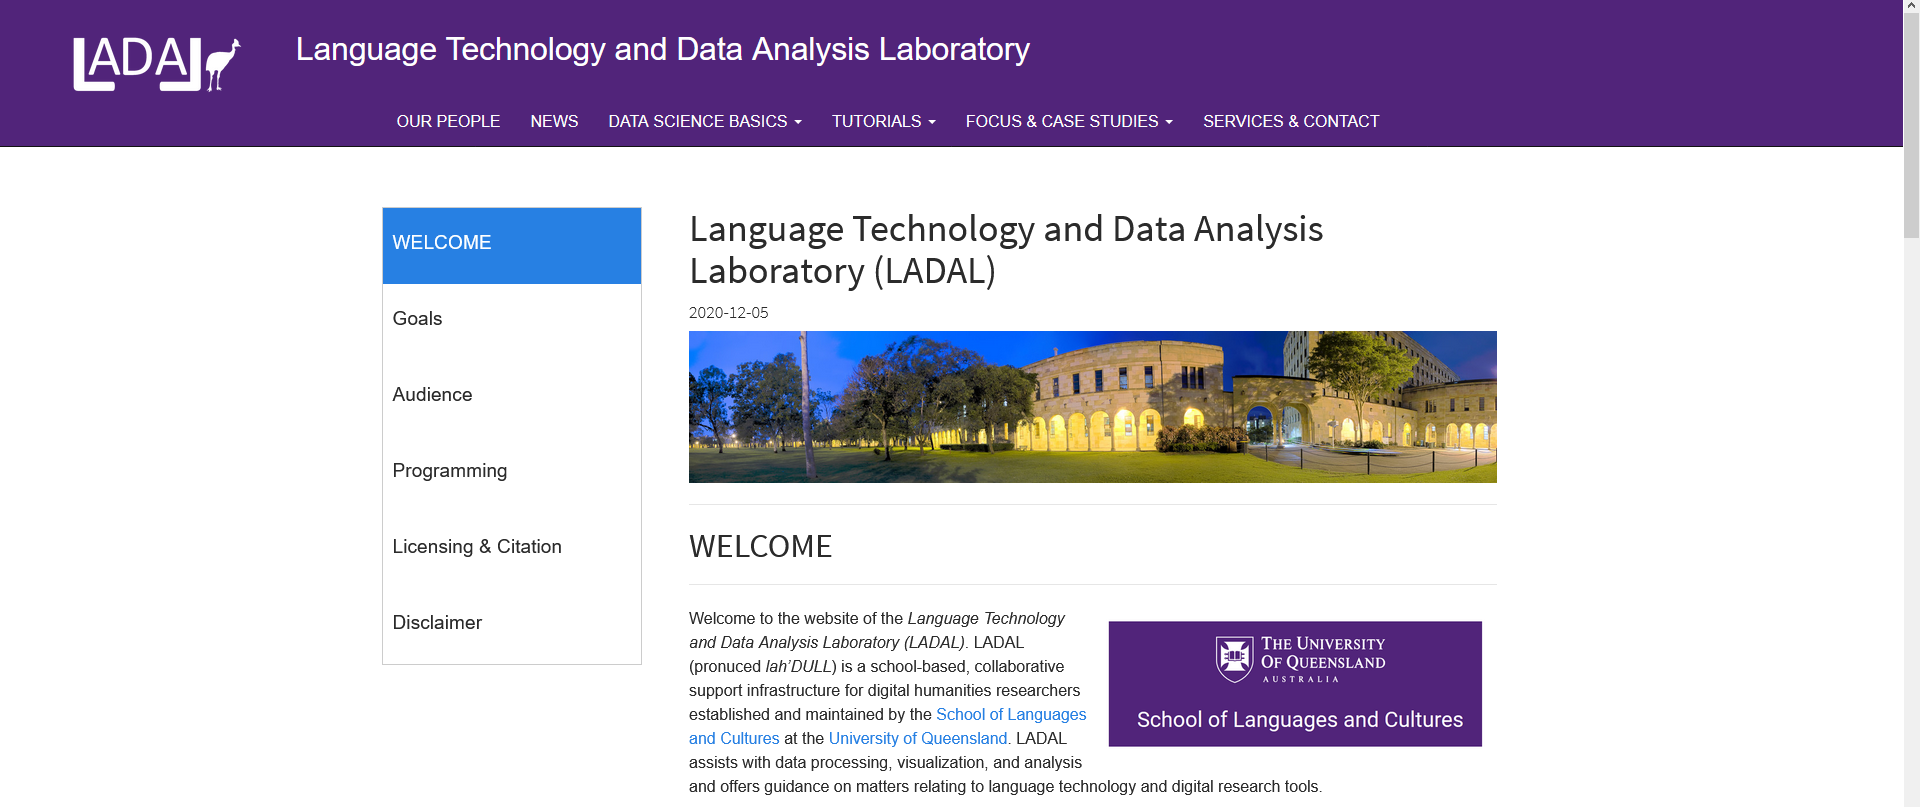 LADAL
Language Technology and Data Analysis Laboratory
OUR PEOPLE NEWS DATA SCIENCE BASICS TUTORIALS FOCUS & CASE STUDIES SERVICES & CONTACT
WELCOME
Goals
Audience
Programming
Licensing & Citation
Disclaimer
Language Technology and Data Analysis
Laboratory (LADAL)
2020-12-05
WELCOME
Welcome to the website of the Language Technology
and Data Analysis Laboratory (LADAL). LADAL
(pronuced lah’DULL) is a school-based, collaborative
support infrastructure for digital humanities researchers
established and maintained by the School of Languages
and Cultures at the University of Queensland. LADAL
assists with data processing, visualization, and analysis
and offers guidance on matters relating to language technology and digital research tools.
THE UNIVERSITY
OF QUEENSLAND
AUSTRALIA
School of Languages and Cultures